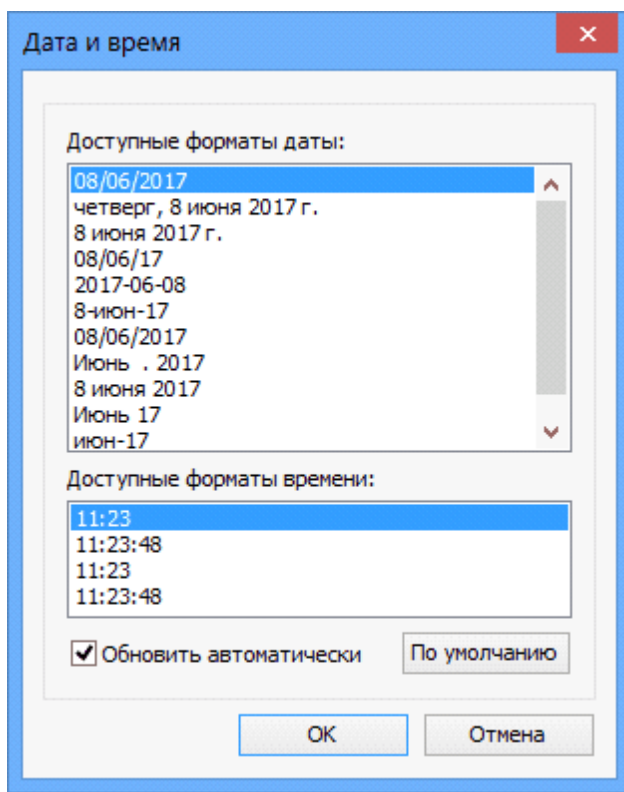 Дата и время
Доступные форматы даты:
08/06/2017
четверг, 8 июня 2017 г.
8 июня 2017 г.
08/06/17
2017-06-08
8-июн-17
08/06/2017
Июнь . 2017
8 июня 2017
Июнь 17
июн-17
Доступные форматы времени:
11:23
11:23:48
11:23
11:23:48
Обновить автоматически По умолчанию
ОК Отмена